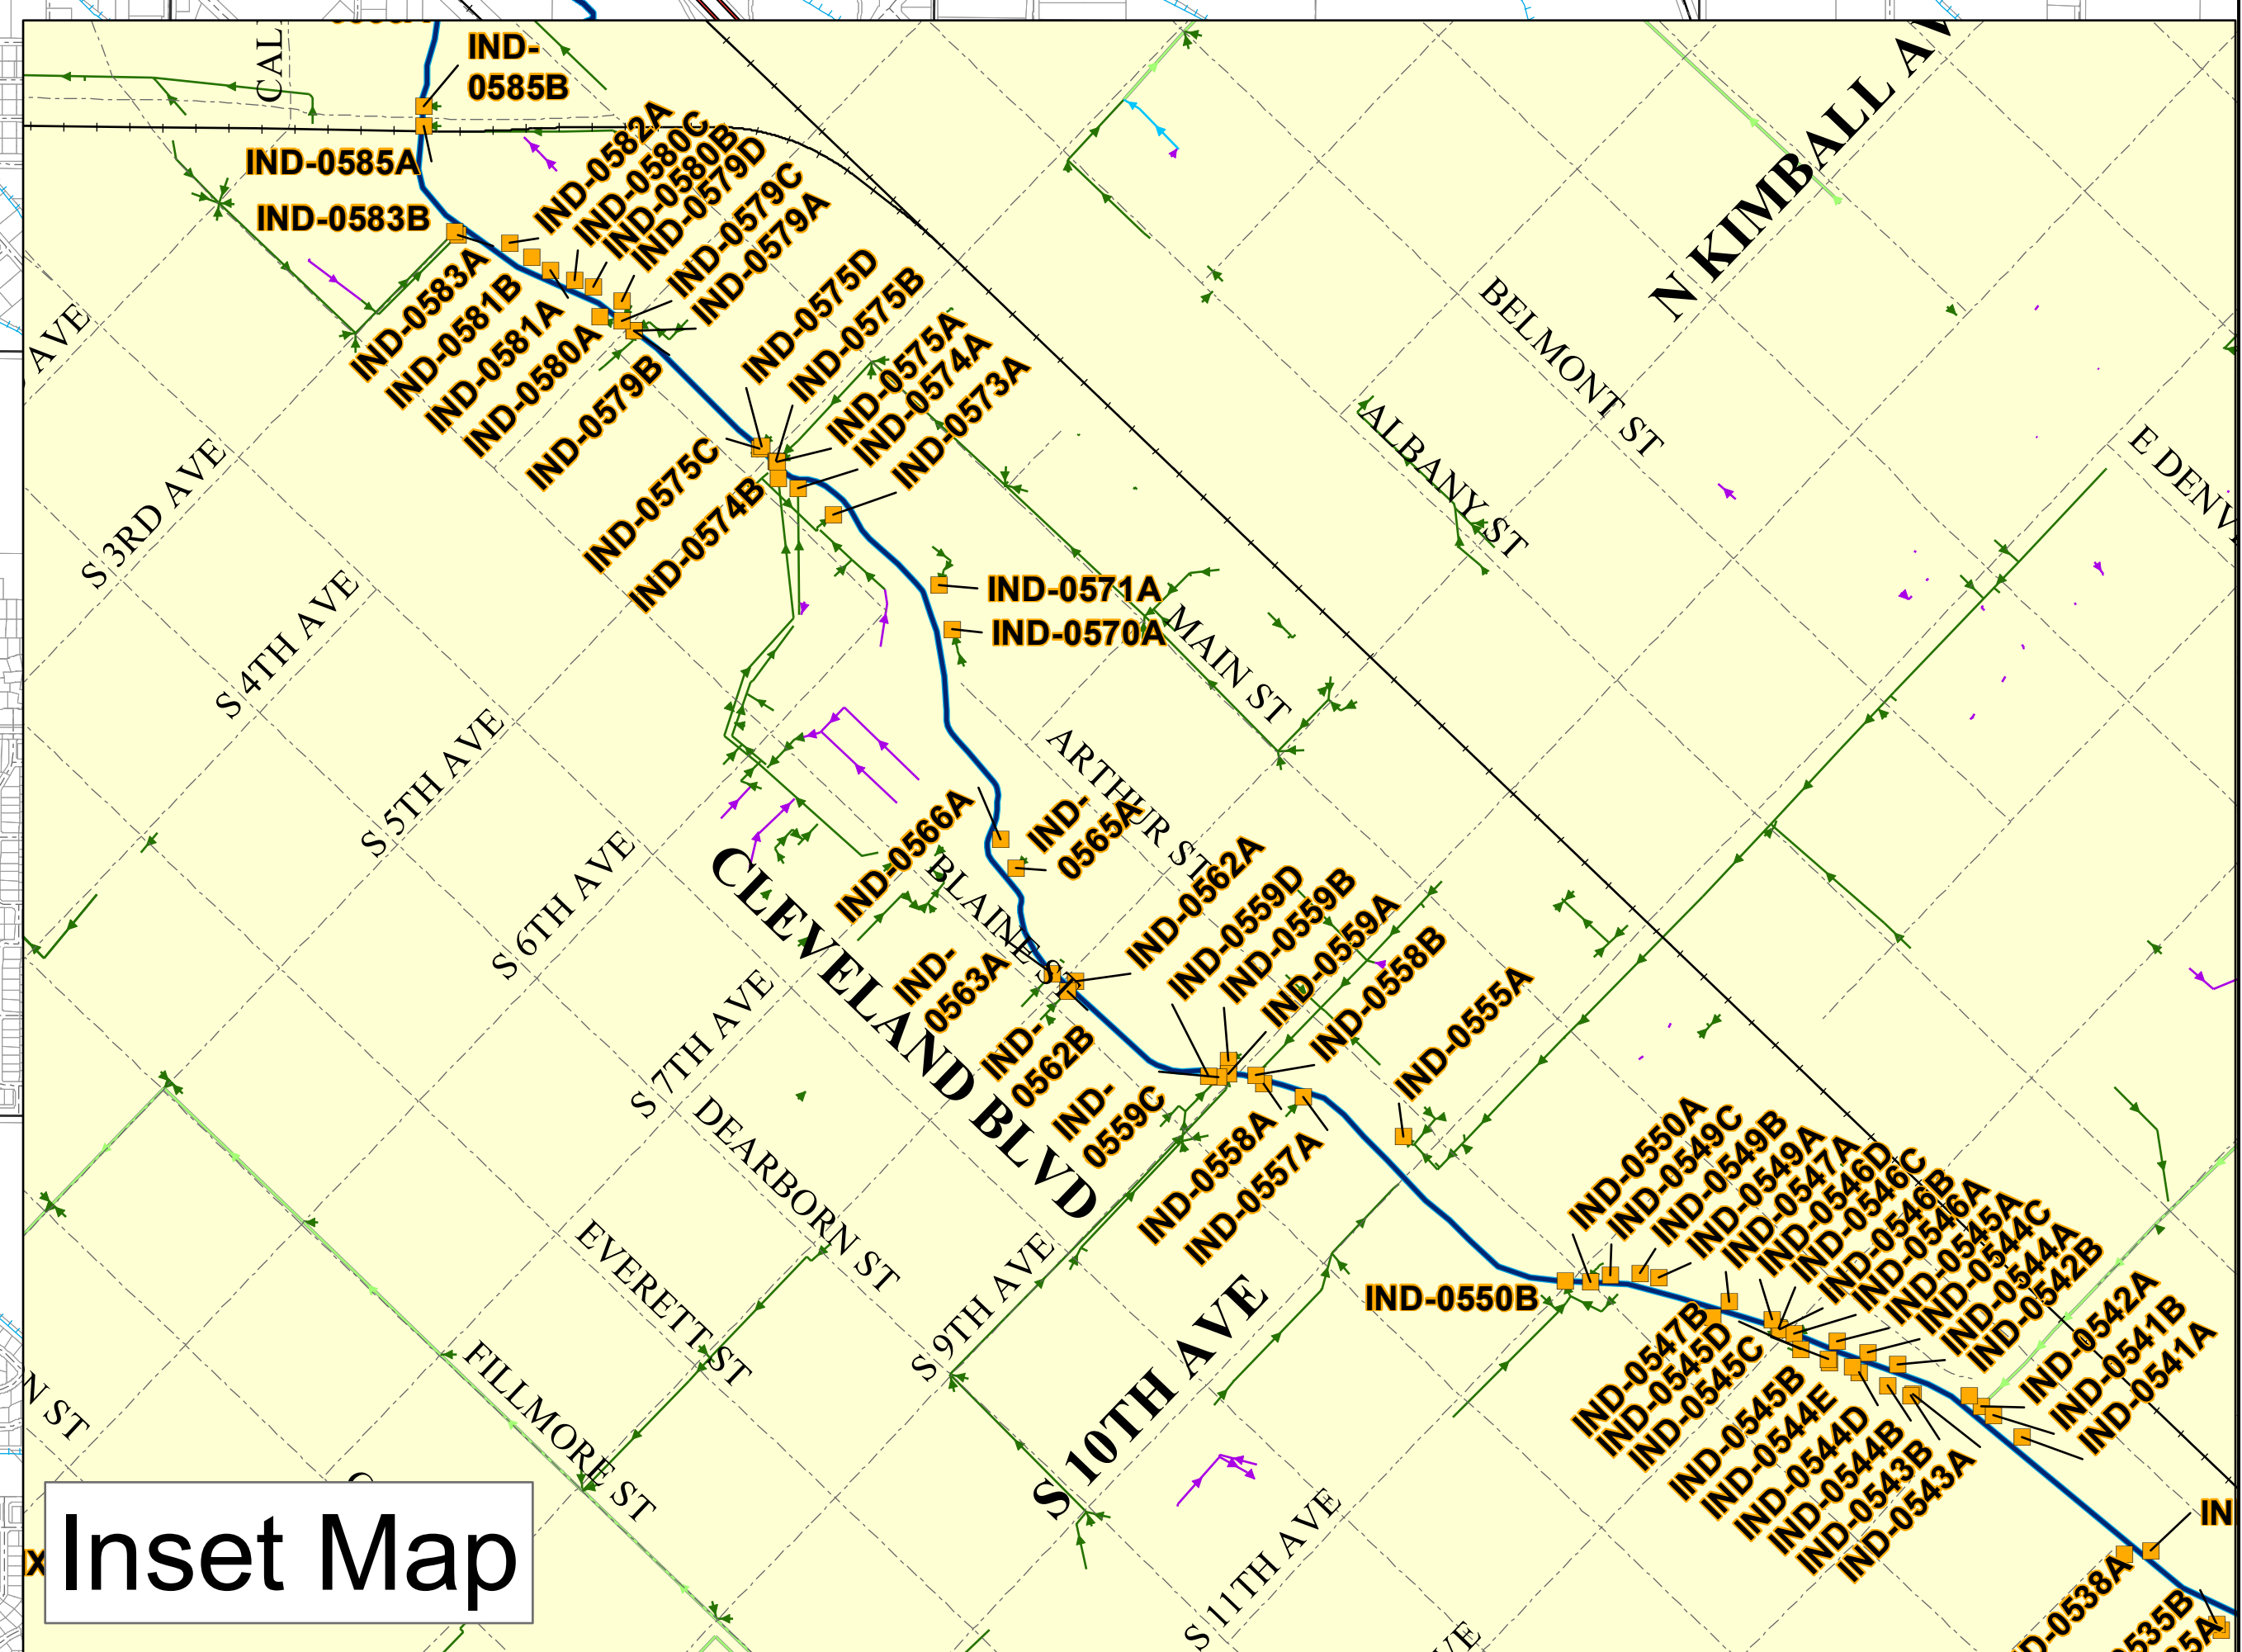 CAL
IND-
0585B
IND-0585A
IND-0583B
IND-0582A
IND-0580C
IND-0580B
IND-0579D
IND-0579C
IND-0579A
IND-0583A
IND-0581B
IND-0581A
IND-0580A
IND-0579B
IND-0575D
IND-0575B
IND-0575A
IND-0574A
IND-0573A
IND-0575C
IND-0574B
IND-0571A
IND-0570A
N KIMBALL AV
BELMONT ST
ALBANY ST
E DENV
MAIN ST
ARTHUR ST
AVE
S 3RD AVE
S 4TH AVE
S 5TH AVE
S 6TH AVE
S 7TH AVE
IND-0566A
IND-
0565A
BLAINE ST
CLEVELAND BLVD
IND-
0563A
IND-
0562B
IND-0562A
IND-0559D
IND-0559B
IND-0559A
IND-0558B
IND-0555A
IND-
0559C
IND-0558A
IND-0557A
DEARBORN ST
EVERETT ST
FILLMORE ST
S 9TH AVE
S 10TH AVE
S 11TH AVE
IND-0550B
IND-0550A
IND-0549C
IND-0549B
IND-0549A
IND-0547A
IND-0546D
IND-0546C
IND-0546B
IND-0546A
IND-0545A
IND-0544C
IND-0544A
IND-0542B
IND-0542A
IND-0541B
IND-0541A
IND-0547B
IND-0545D
IND-0545C
IND-0545B
IND-0544E
IND-0544D
IND-0544B
IND-0543B
IND-0543A
IN
D-0538A
0535B
35A
N ST
X
VE
Inset Map